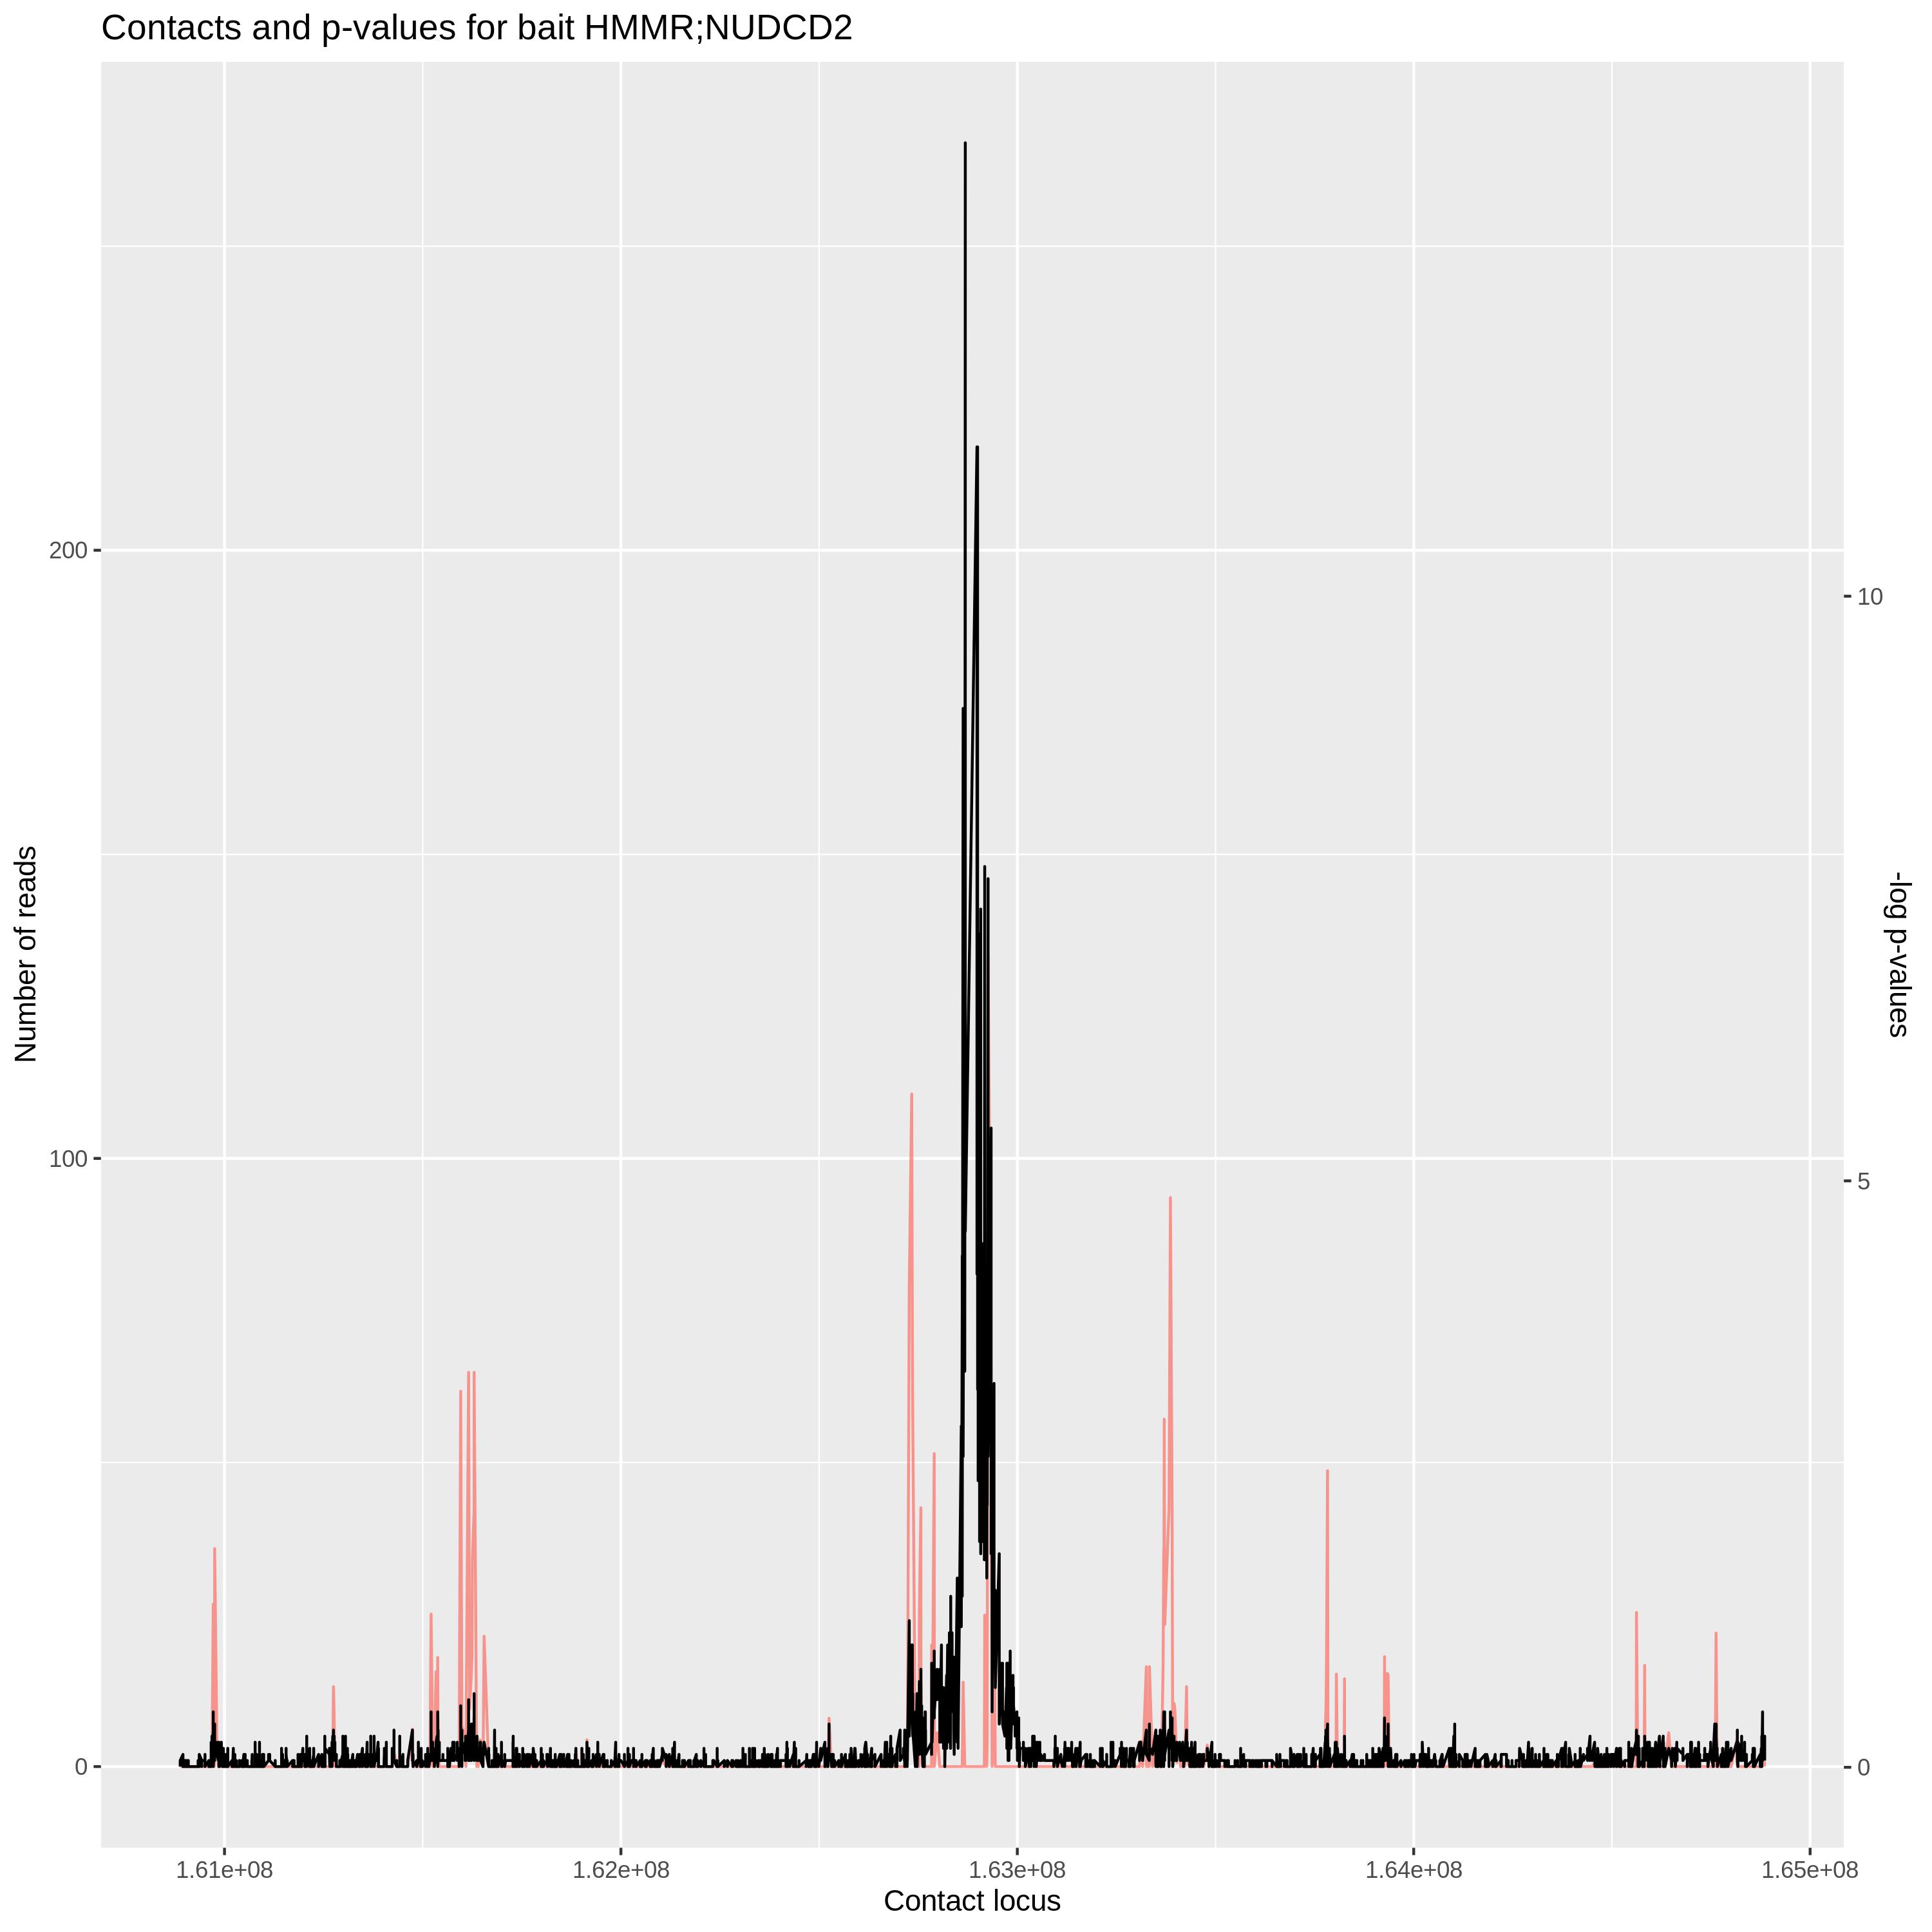 Contacts and p-values for bait HMMR;NUDCD2
Number of reads
200
100
0
10
5
0
-log p-values
1.61e+08 1.62e+08 1.63e+08 1.64e+08 1.65e+08
Contact locus